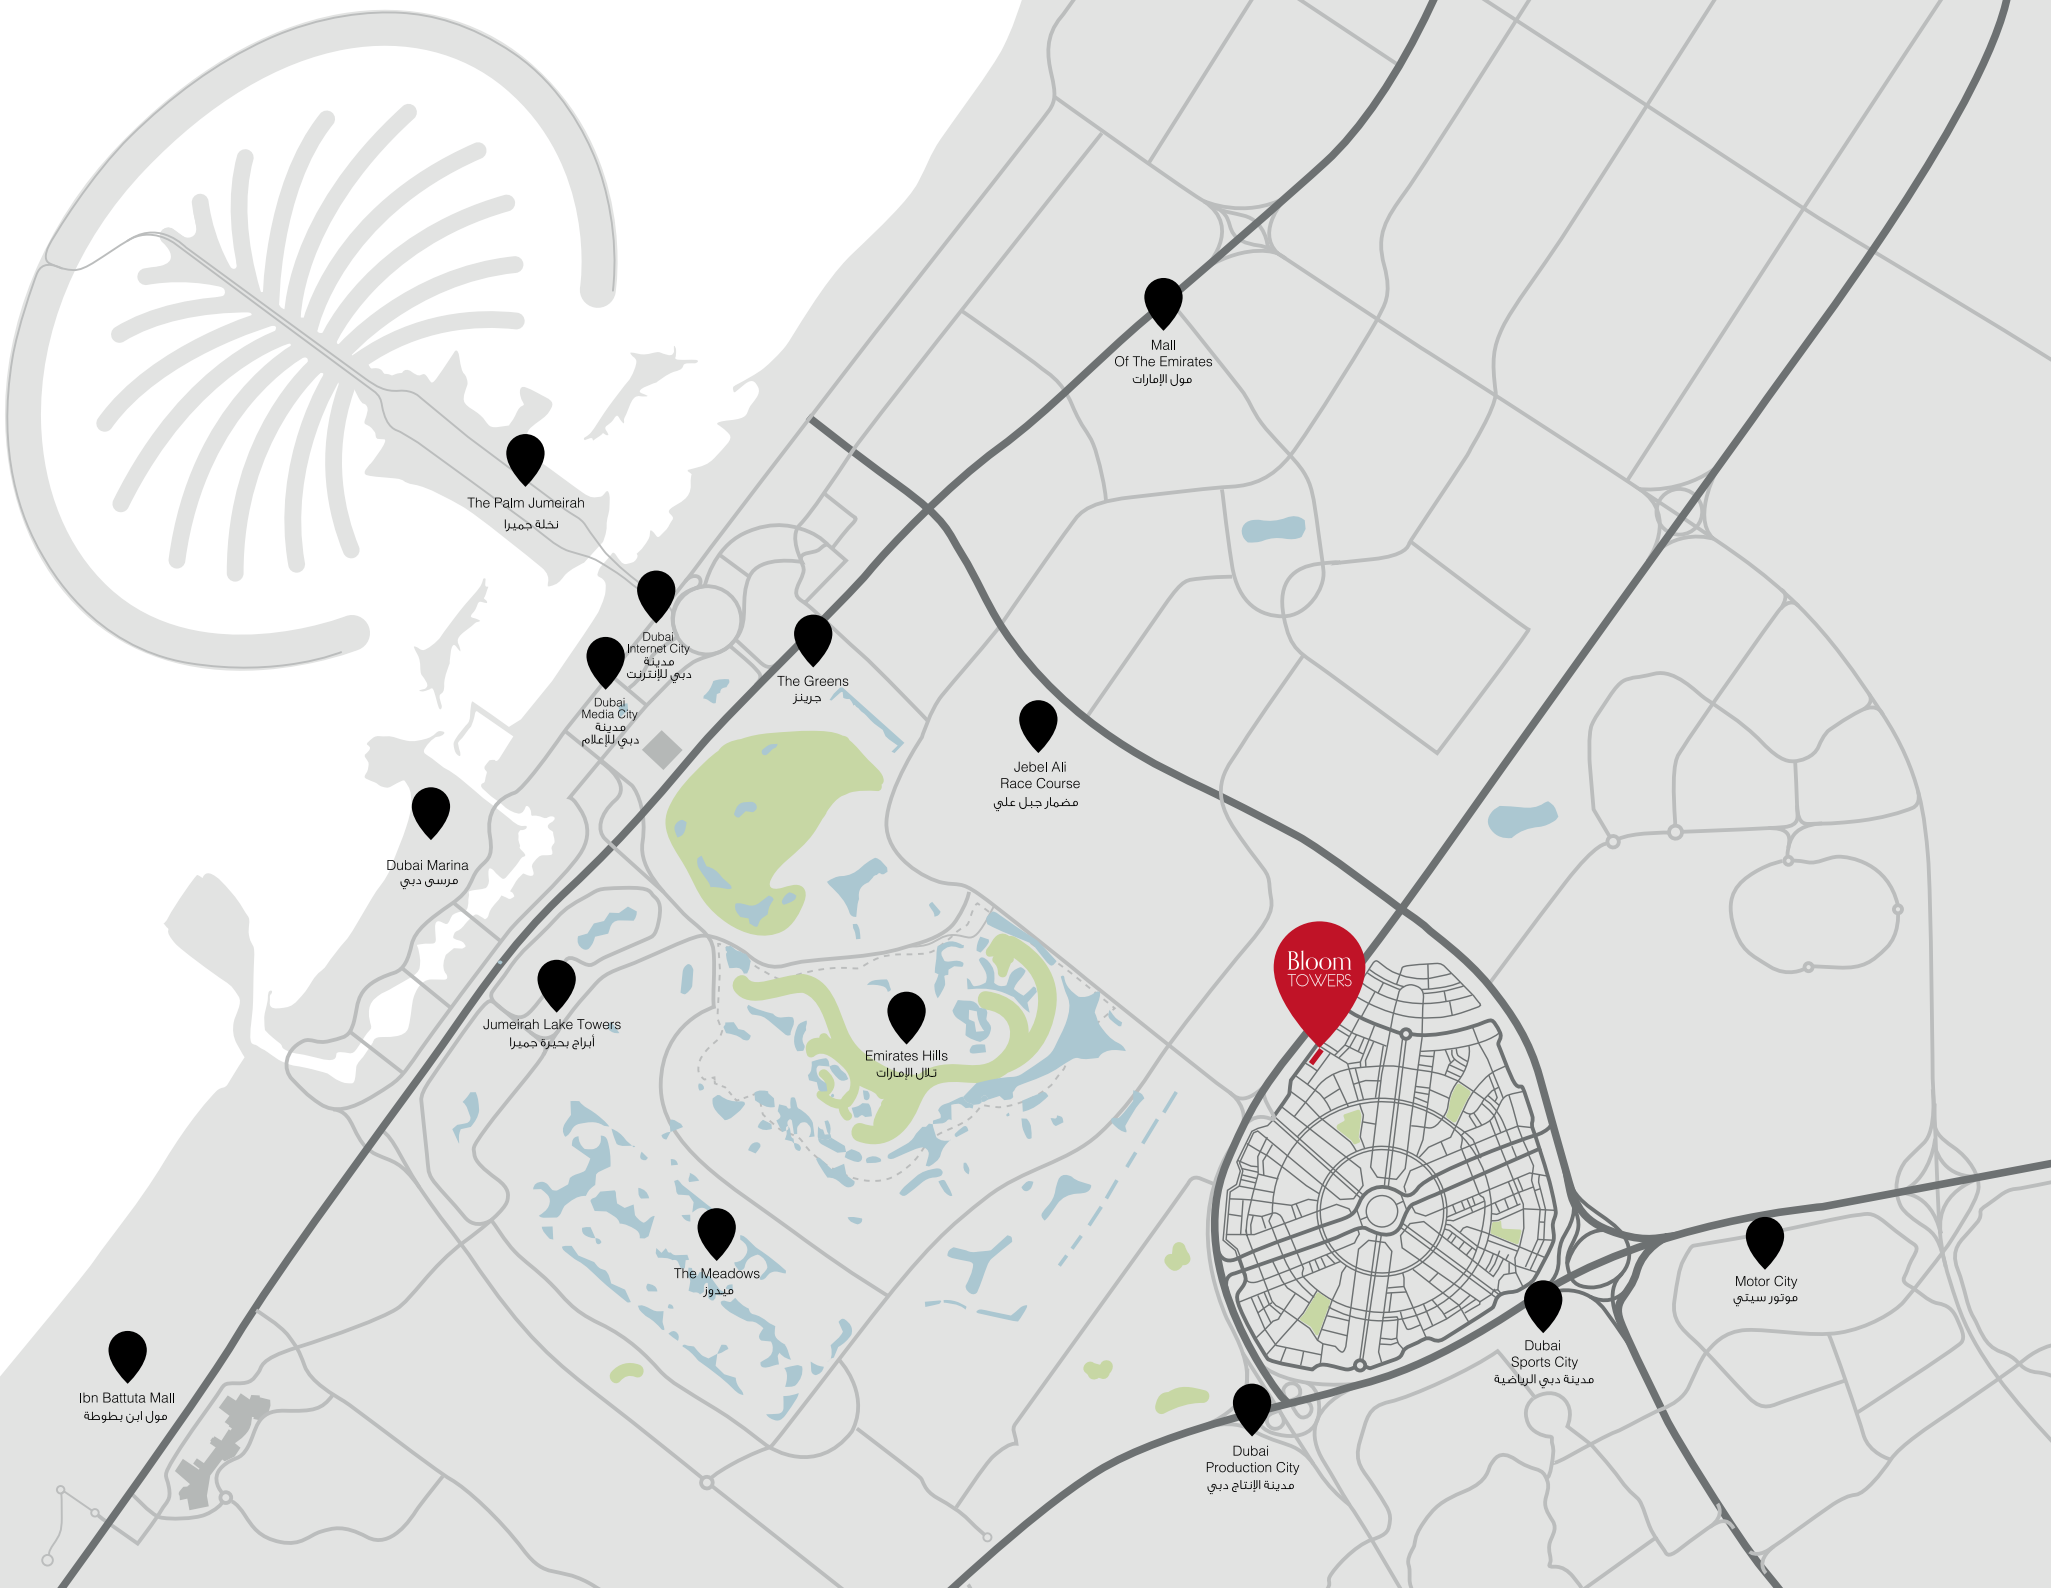 Mall
Of The Emirates
مول الإمارات
The Palm Jumeirah
نخلة جميرا
Dubai
Internet City
مدينة
دبي للإنترنت
The Greens
جرينز
Dubai
Media City
مدينة
دبي للإعلام
Jebel Ali
Race Course
مضمار جبل علي
Dubai Marina
مرسى دبي
Bloom
TOWERS
Jumeirah Lake Towers
أبراج بحيرة جميرا
Emirates Hills
تلال الإمارات
The Meadows
ميدوز
Motor City
موتور سيتي
Dubai
Sports City
مدينة دبي الرياضية
Ibn Battuta Mall
مول ابن بطوطة
Dubai
Production City
مدينة الإنتاج دبي